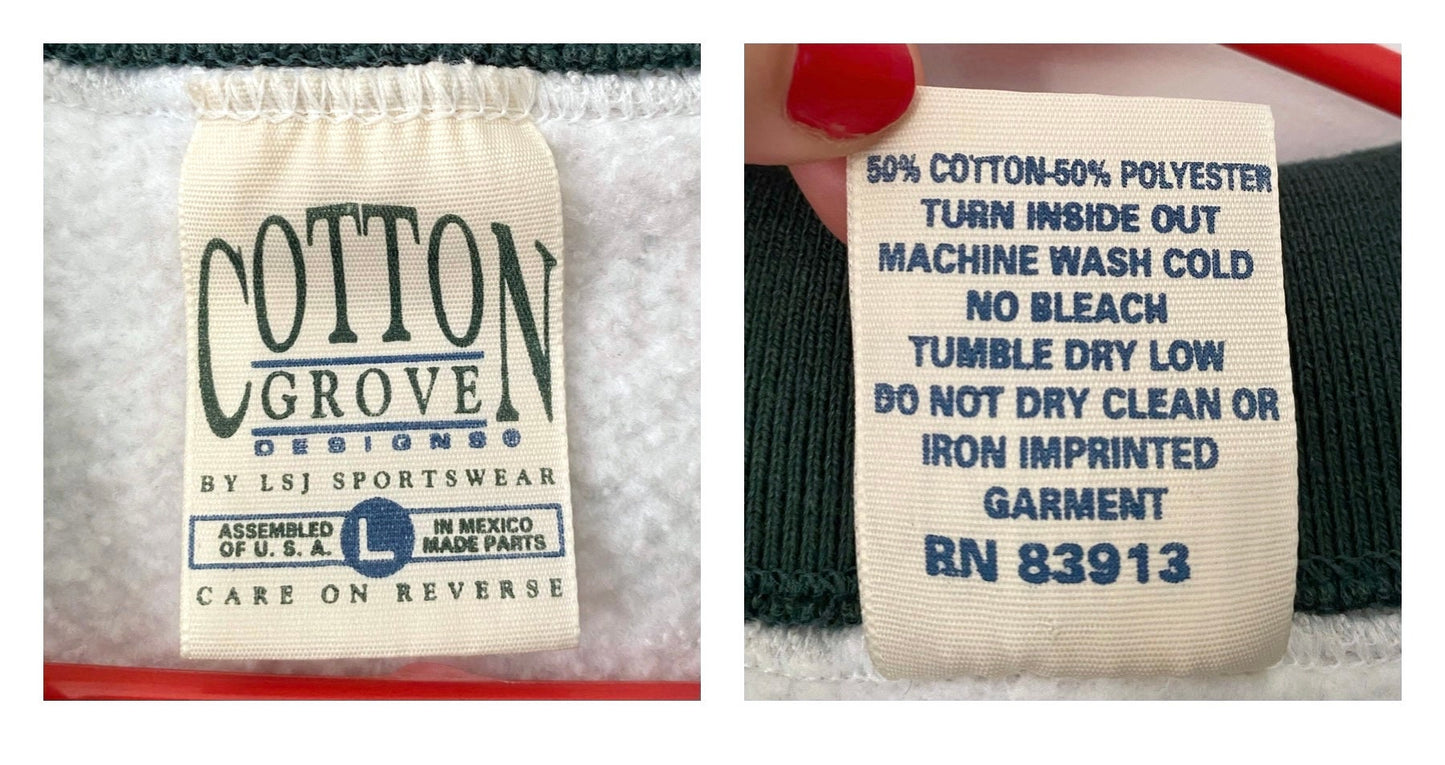 COTTON
GROVE
DESIGNS®
BY LSJ SPORTSWEAR
ASSEMBLED L IN MEXICO
OF U. S. A. MADE PARTS
CARE ON REVERSE
50% COTTON-50% POLYESTER
TURN INSIDE OUT
MACHINE WASH COLD
NO BLEACH
TUMBLE DRY LOW
DO NOT DRY CLEAN OR
IRON IMPRINTED
GARMENT
RN 83913